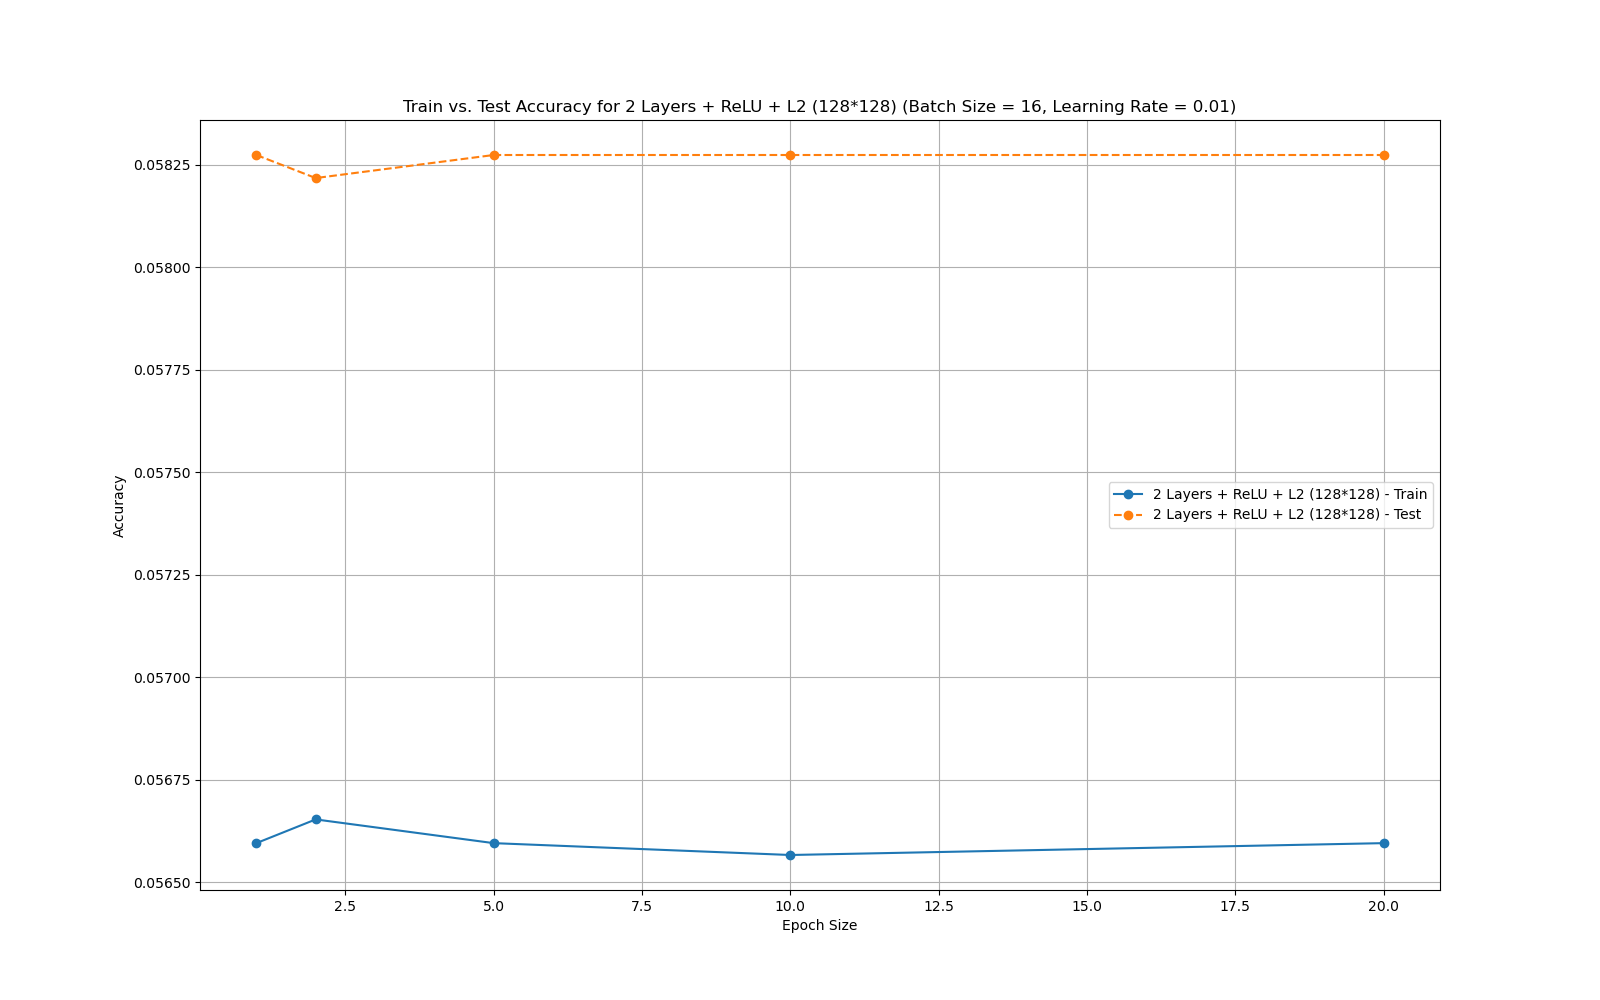 Train vs. Test Accuracy for 2 Layers + ReLU + L2 (128*128) (Batch Size = 16, Learning Rate = 0.01)
0.05825
0.05800
0.05775
0.05750
0.05725
0.05700
0.05675
0.05650
Accuracy
2 Layers + ReLU + L2 (128*128) - Train
2 Layers + ReLU + L2 (128*128) - Test
2.5 5.0 7.5 10.0 12.5 15.0 17.5 20.0
Epoch Size